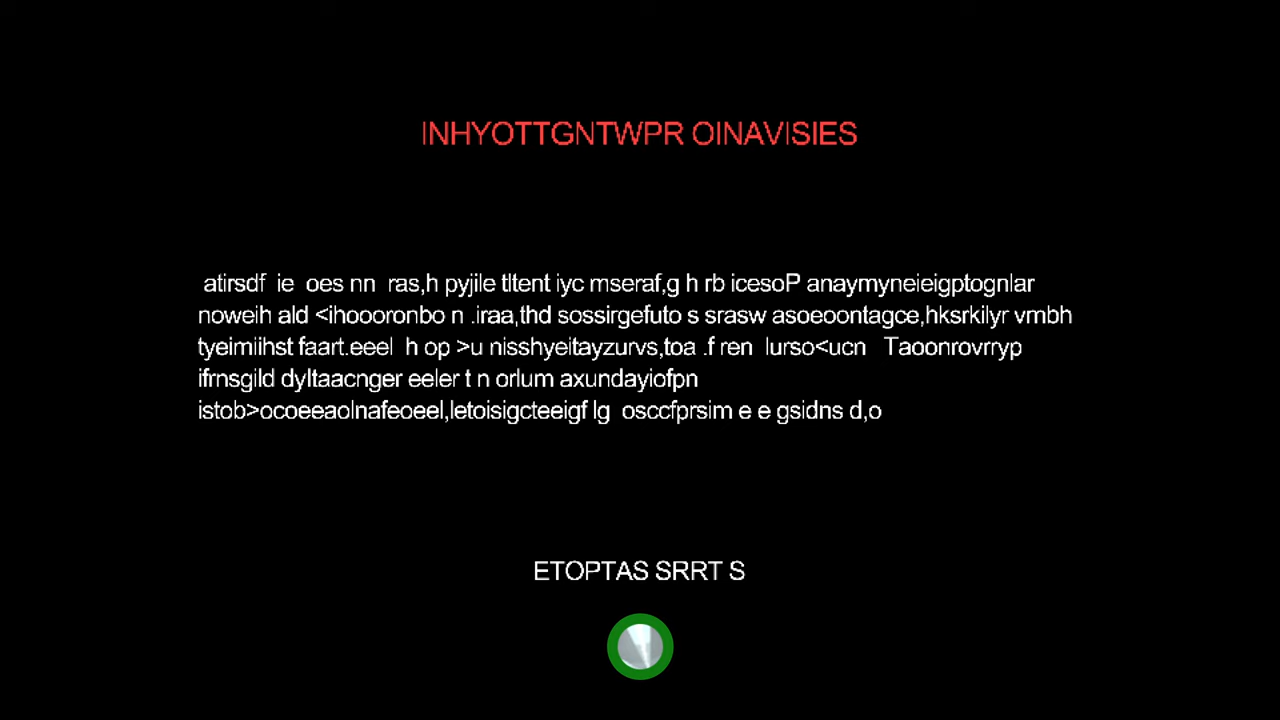 INHYOTTGNTWPR OINAVISIES
atirsdf ie oes nn ras,h pyjile tltent iyc mseraf,g h rb icesoP anaymyneieigptognlar
noweih ald <ihoooronbo n .iraa,thd sossirgefuto s srasw asoeoontagce,hksrkilyr vmbh
tyeimiihst faart.eeel h op >u nisshyeitayzurvs,toa .f ren lurso<ucn Taoonrovrryp
ifrnsgild dyltaacnger eeler t n orlum axundayiofpn
istob>ocoeeaolnafeoeel,letoisigcteeigf lg osccfprsim e e gsidns d,o
ETOPTAS SRRT S